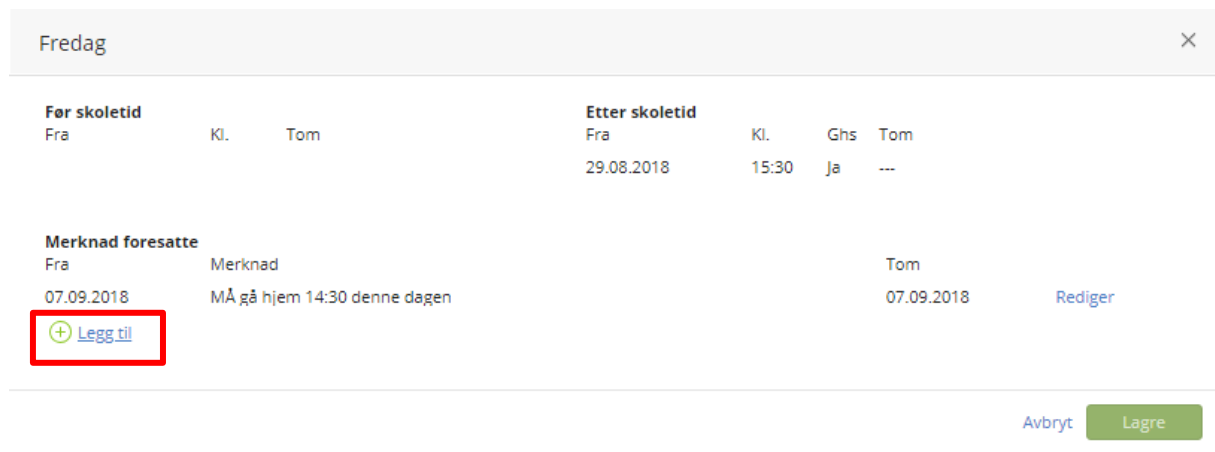 Fredag
Før skoletid
Fra Kl. Tom
Etter skoletid
Fra Kl. Ghs Tom
29.08.2018 15:30 Ja ---
Merknad foresatte
Fra Merknad Tom
07.09.2018 MÅ gå hjem 14:30 denne dagen 07.09.2018 Rediger
Legg til
Avbryt Lagre